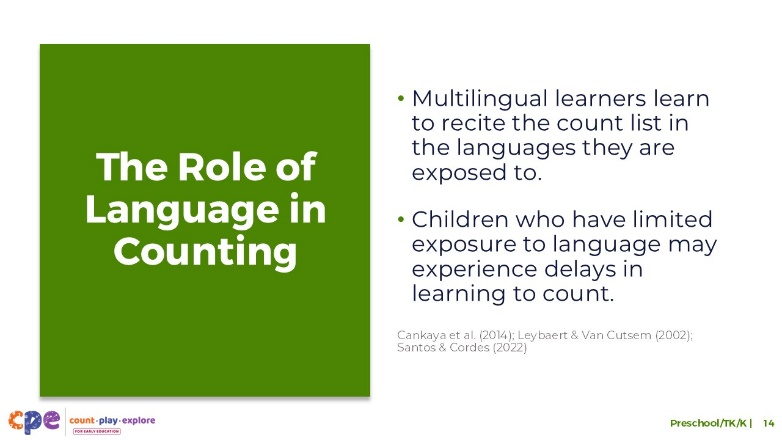 The Role of
Language in
Counting
• Multilingual learners learn
to recite the count list in
the languages they are
exposed to.
• Children who have limited
exposure to language may
experience delays in
learning to count.
Cankaya et al. (2014); Leybaert & Van Cutsem (2002);
Santos & Cordes (2022)
cpe
count·play·explore
FOR EARLY EDUCATION
Preschool/TK/K | 14